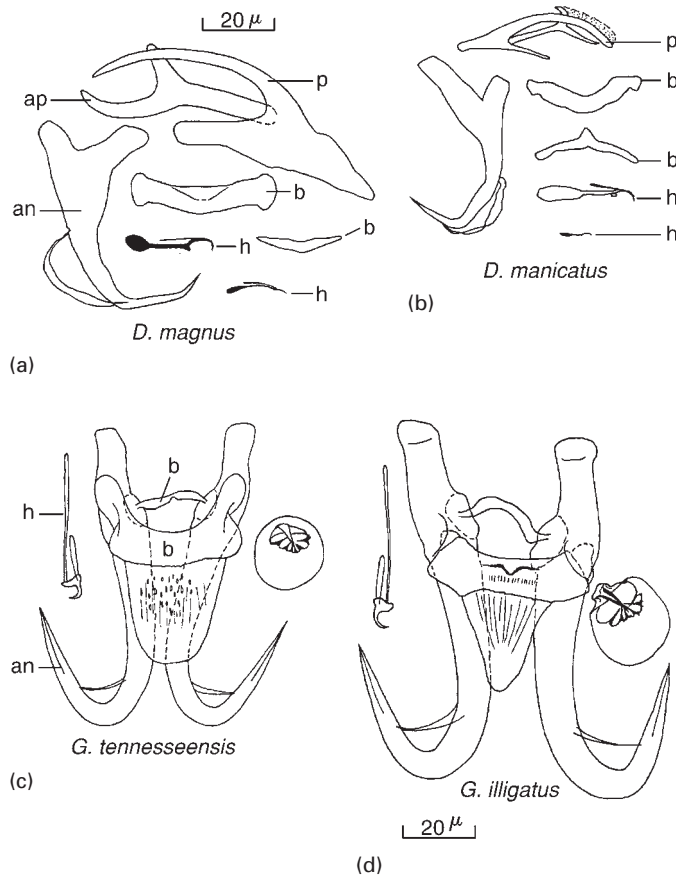 20 μ
ap
p
an
b
h
b
h
D. magnus
(a)
p
b
b
h
h
D. manicatus
(b)
b
h
b
an
G. tennesseensis
(c)
G. illigatus
20 μ
(d)